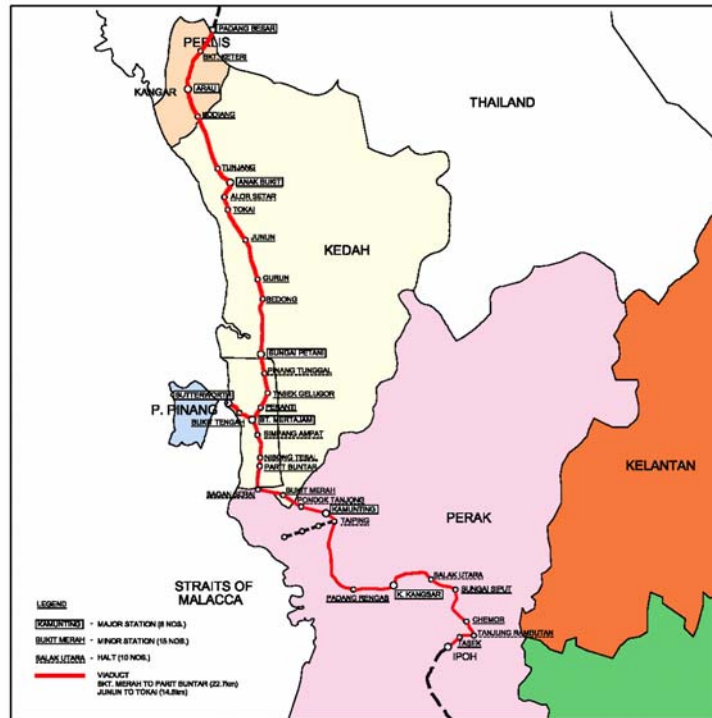 PADANG BESAR
PERLIS
BKT. KETERI
KANGAR
ARAU
KODIANG
THAILAND
TUNJANG
ANAK BUKIT
ALOR SETAR
TOKAI
JUNUN
KEDAH
GURUN
BEDONG
SUNGAI PETANI
PINANG TUNGGAL
BUTTERWORTH
TASEK GELUGOR
P. PINANG
PERANTI
BUKIT TENGAH
BT. MERTAJAM
SIMPANG AMPAT
NIBONG TEBAL
PARIT BUNTAR
KELANTAN
BAGAN SERAI
BUKIT MERAH
PONDOK TANJONG
KAMUNTING
TAIPING
PERAK
SALAK UTARA
STRAITS OF
MALACCA
PADANG RENGAS
K. KANGSAR
SUNGAI SIPUT
LEGEND
CHEMOR
KAMUNTING - MAJOR STATION (8 NOS.)
TANJUNG RAMBUTAN
BUKIT MERAH - MINOR STATION (15 NOS.)
TASEK
IPOH
SALAK UTARA - HALT (10 NOS.)
VIADUCT
BKT. MERAH TO PARIT BUNTAR (22.7km)
JUNUN TO TOKAI (14.8km)